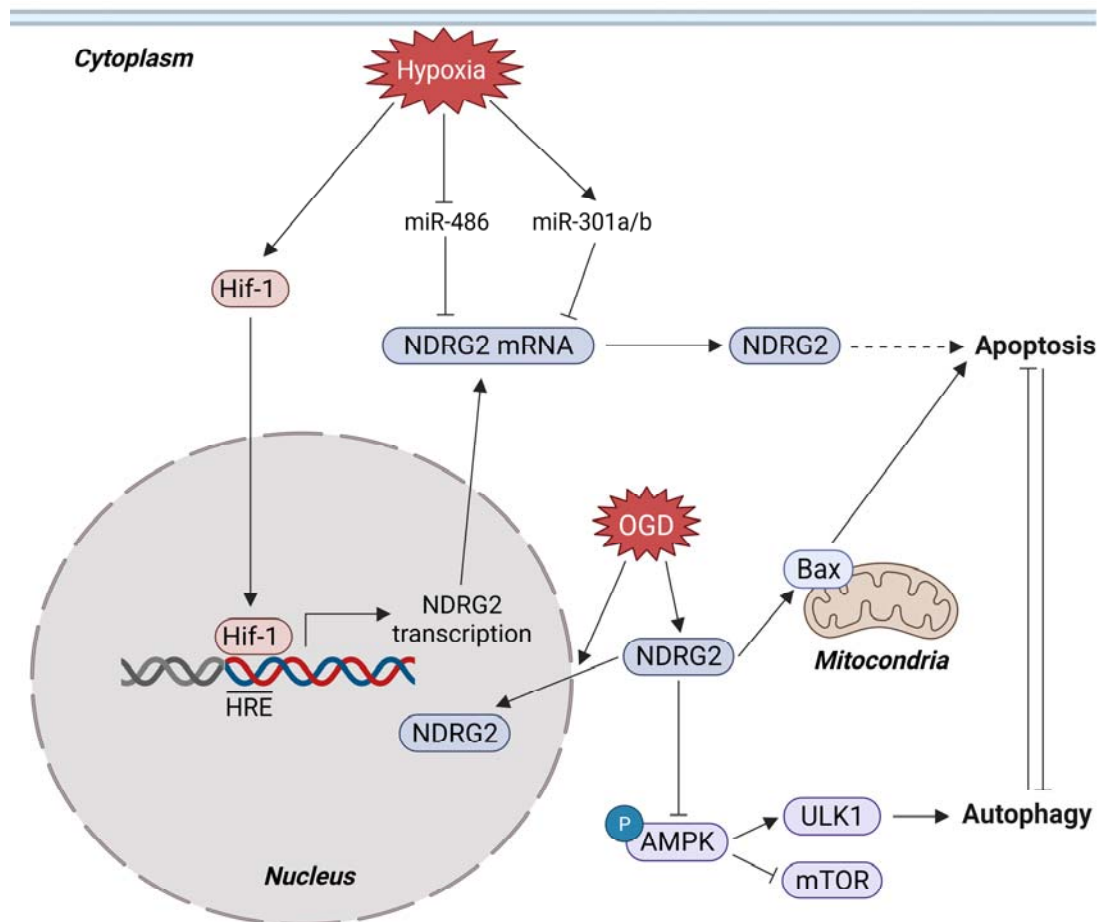 Cytoplasm
Hypoxia
miR-486
miR-301a/b
Hif-1
NDRG2 mRNA
NDRG2
Apoptosis
OGD
Bax
NDRG2
transcription
Hif-1
NDRG2
Mitocondria
HRE
NDRG2
P
AMPK
ULK1
Autophagy
mTOR
Nucleus